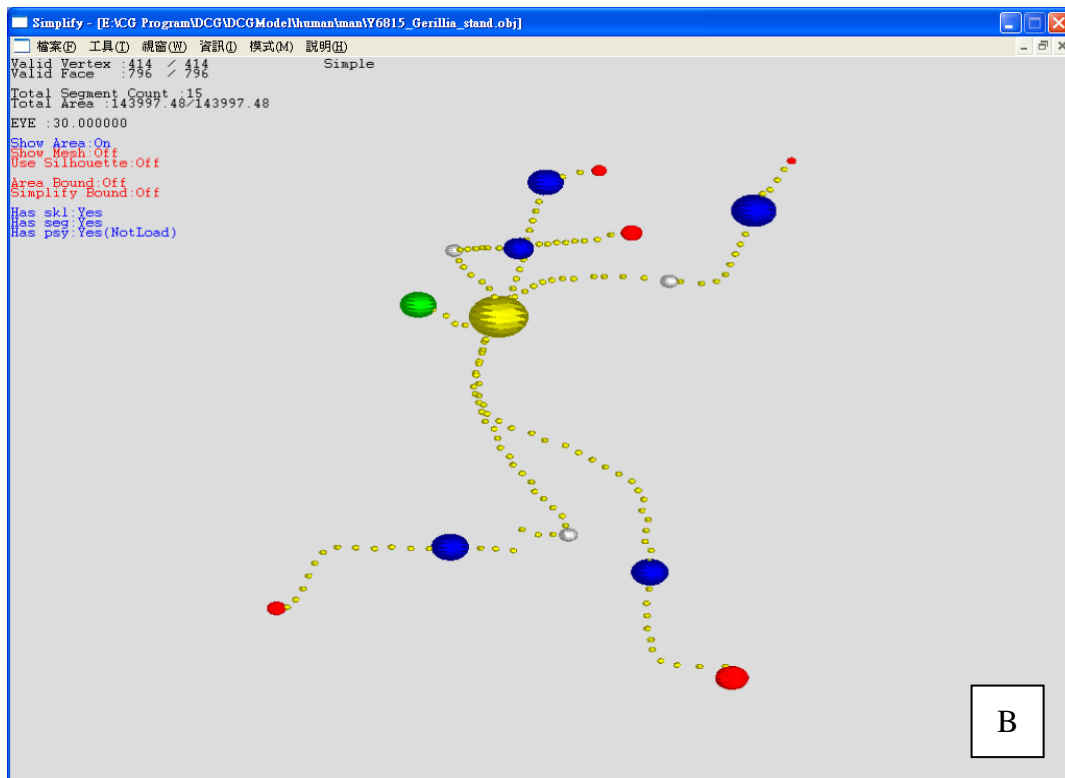 Simplify - [E:\CG Program\DCG\DCGModel\human\man\Y6815_Gerillia_stand.obj]
檔案(F) 工具(T) 視窗(W) 資訊(I) 模式(M) 說明(H)
Valid Vertex :414 / 414 Simple
Valid Face :796 / 796
Total Segment Count :15
Total Area :143997.48/143997.48
EYE :30.000000
Show Area:On
Show Mesh:Off
Use Silhouette:Off
Area Bound:Off
Simplify Bound:Off
Has skl:Yes
Has seg:Yes
Has psy:Yes(NotLoad)
B